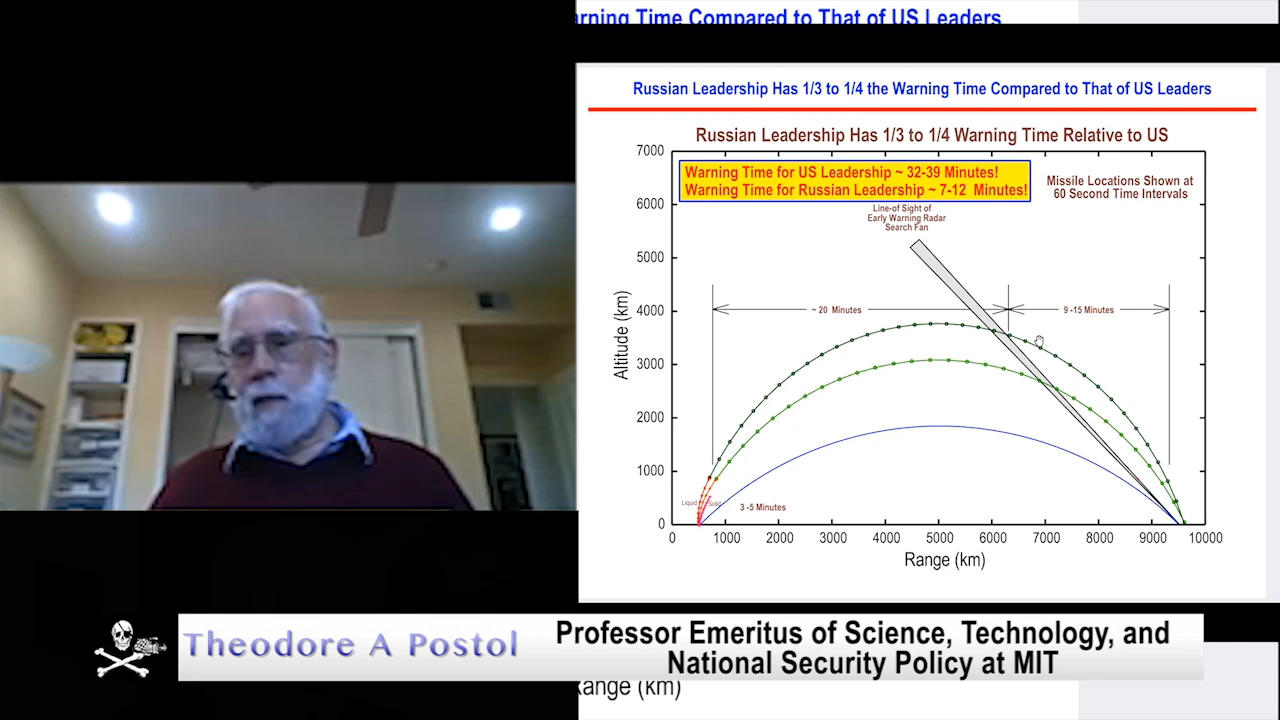 arning Time Compared to That of US Leaders
Russian Leadership Has 1/3 to 1/4 the Warning Time Compared to That of US Leaders
Russian Leadership Has 1/3 to 1/4 Warning Time Relative to US
Warning Time for US Leadership ~ 32-39 Minutes!
Warning Time for Russian Leadership ~ 7-12 Minutes!
Missile Locations Shown at
60 Second Time Intervals
Line-of Sight of
Early Warning Radar
Search Fan
~ 20 Minutes
9 -15 Minutes
Liquid
Solid
3 -5 Minutes
7000
6000
5000
4000
3000
2000
1000
0
Altitude (km)
0 1000 2000 3000 4000 5000 6000 7000 8000 9000 10000
Range (km)
Theodore A Postol
Professor Emeritus of Science, Technology, and
National Security Policy at MIT
Range (km)